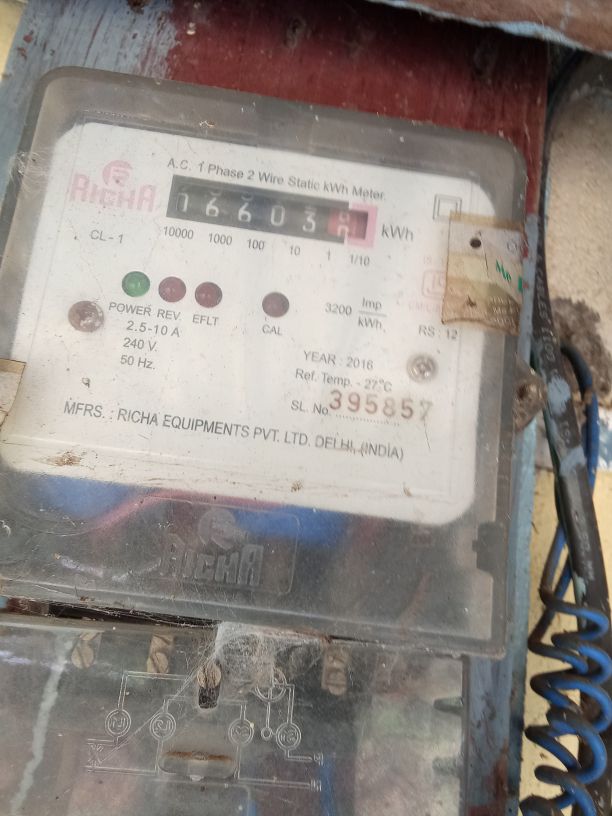 RICHA
A.C. 1 Phase 2 Wire Static kWh Meter
16603
kWh
CL-1
10000 1000 100 10 1 1/10
POWER REV. EFLT
CAL
3200 Imp
kWh.
RS: 12
2.5-10 A
240 V.
50 Hz.
YEAR : 2016
Ref. Temp. - 27°C
SL. No. 395857
MFRS. : RICHA EQUIPMENTS PVT. LTD. DELHI, (INDIA)
RICHA